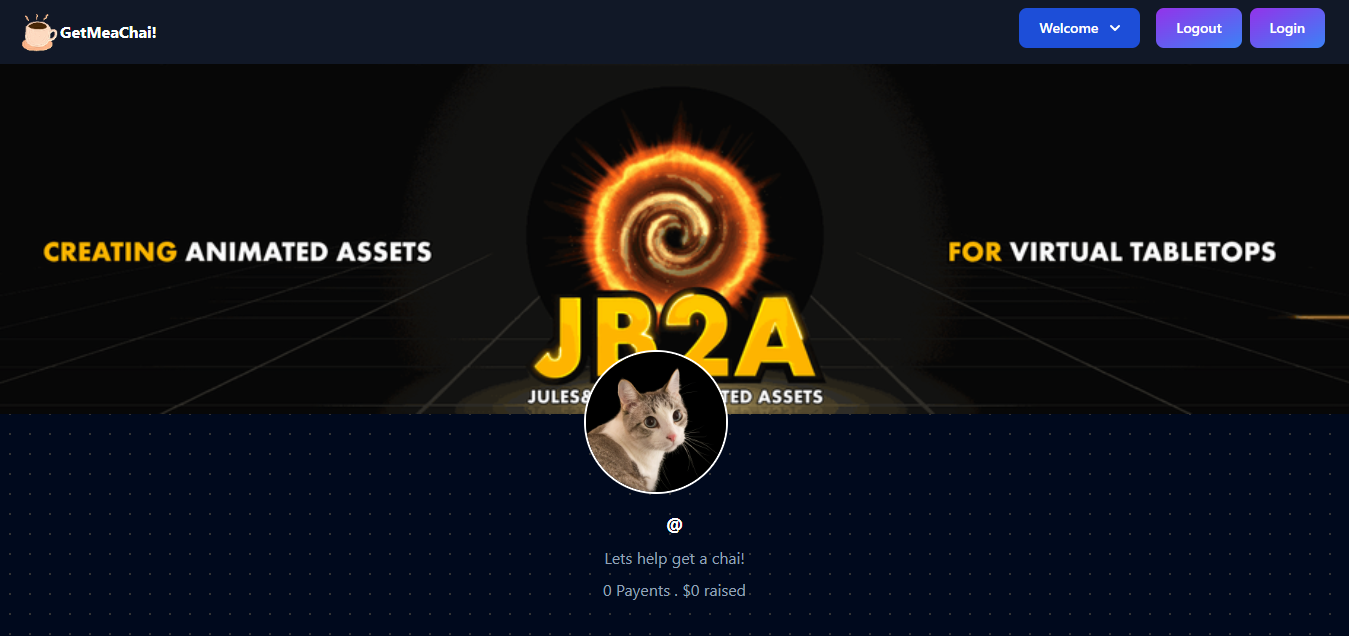 GetMeaChai!
Welcome
Logout
Login
CREATING ANIMATED ASSETS
FOR VIRTUAL TABLETOPS
JB2A
JULES& TED ASSETS
@
Lets help get a chai!
0 Payents . $0 raised